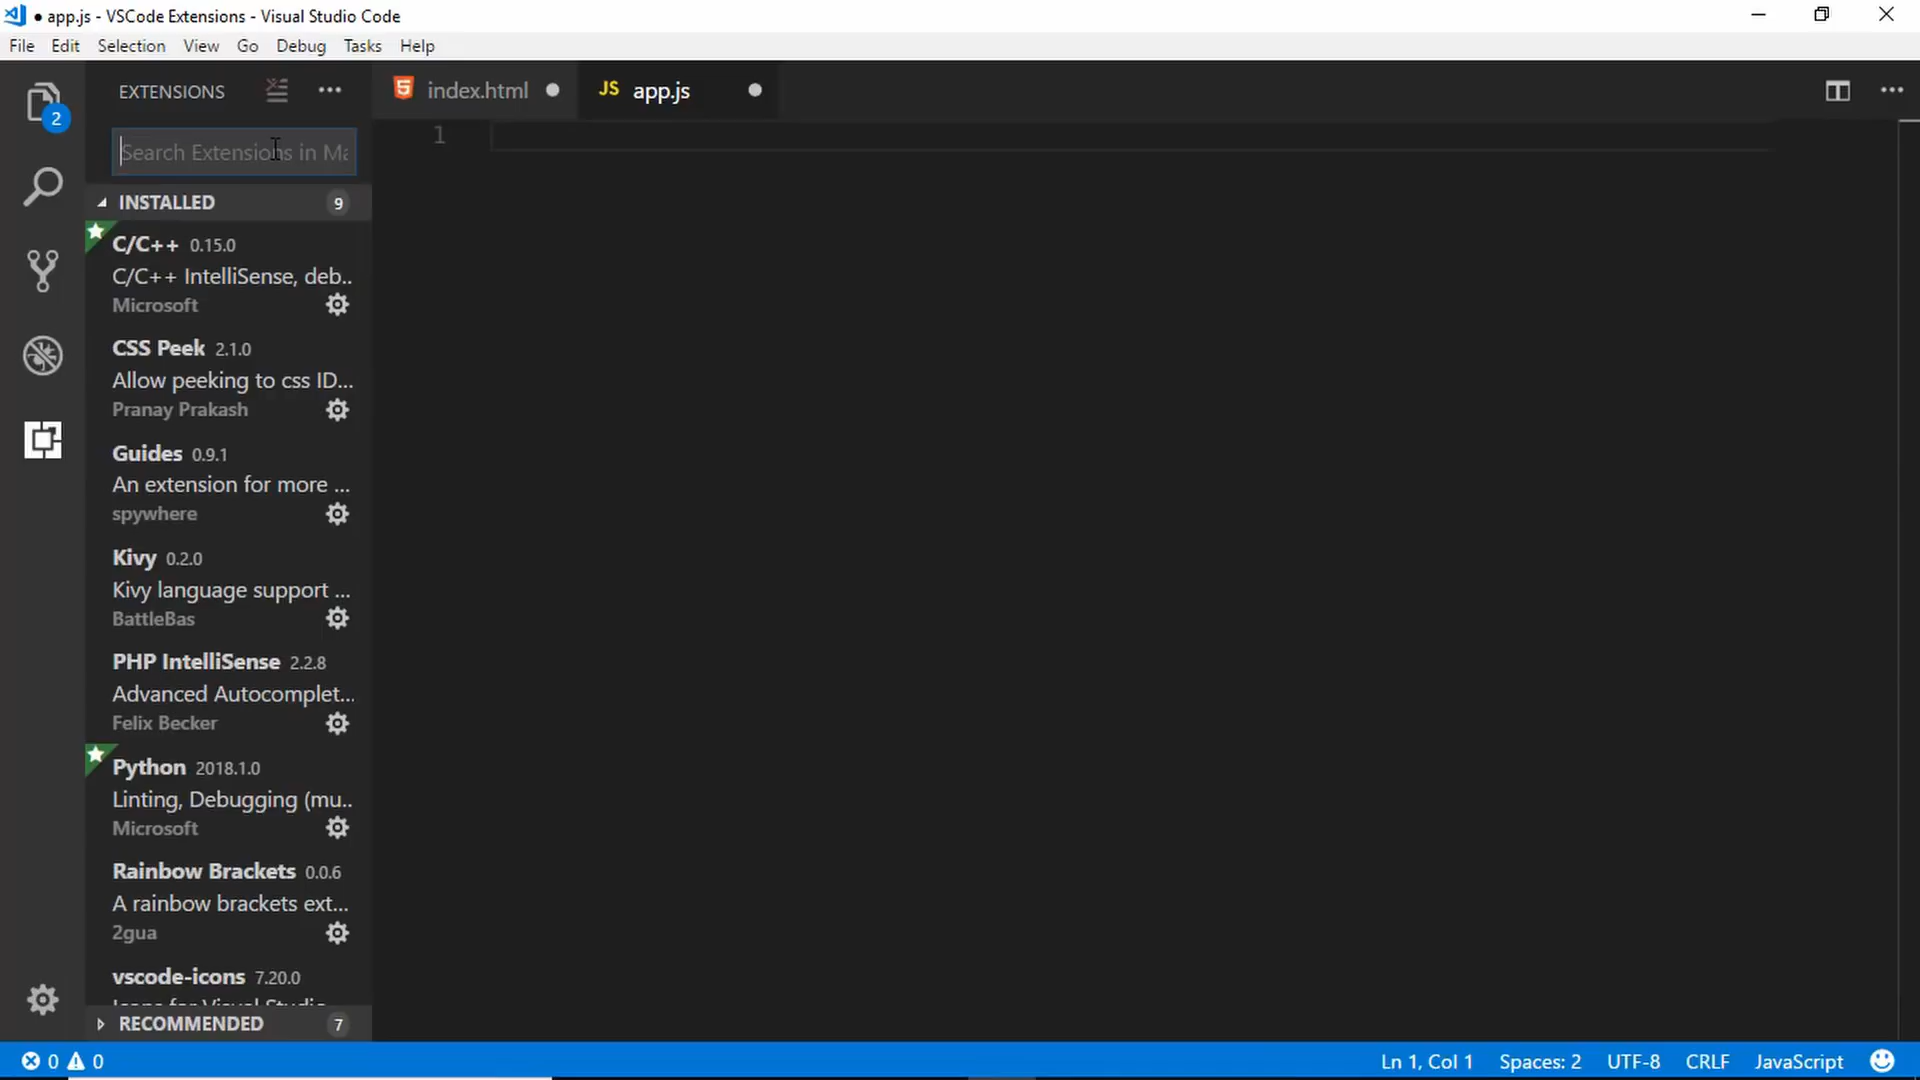 ● app.js - VSCode Extensions - Visual Studio Code
File Edit Selection View Go Debug Tasks Help
EXTENSIONS
index.html
JS app.js
2
Search Extensions in Ma
1
INSTALLED 9
C/C++ 0.15.0
C/C++ IntelliSense, deb..
Microsoft
CSS Peek 2.1.0
Allow peeking to css ID...
Pranay Prakash
Guides 0.9.1
An extension for more ...
spywhere
Kivy 0.2.0
Kivy language support ...
BattleBas
PHP IntelliSense 2.2.8
Advanced Autocomplet...
Felix Becker
Python 2018.1.0
Linting, Debugging (mu..
Microsoft
Rainbow Brackets 0.0.6
A rainbow brackets ext...
2gua
vscode-icons 7.20.0
Icons for Visual Studio
RECOMMENDED 7
0 0
Ln 1, Col 1 Spaces: 2 UTF-8 CRLF JavaScript